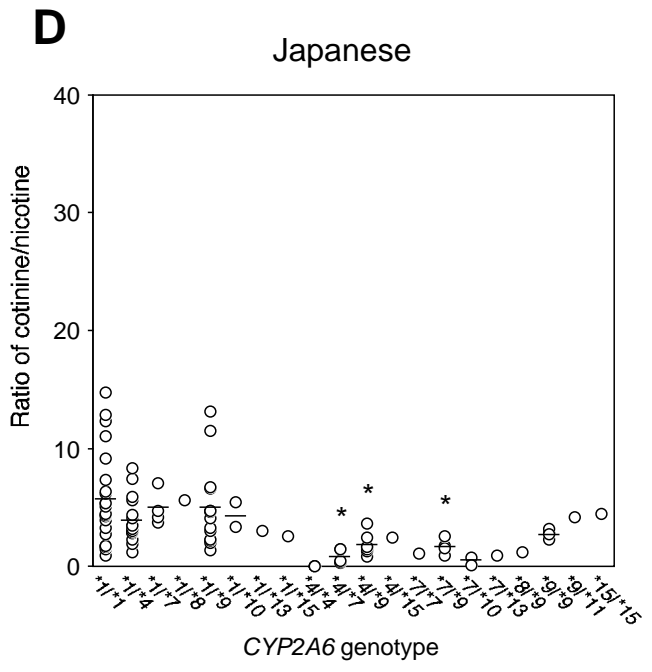 D
Japanese
40
30
20
10
0
Ratio of cotinine/nicotine
* * *
*1/*1 *1/*4 *1/*7 *1/*8 *1/*9 *1/*10 *1/*13 *1/*15 *4/*4 *4/*7 *4/*9 *4/*15 *7/*7 *7/*9 *7/*10 *7/*13 *8/*9 *9/*9 *9/*11 *15/*15
CYP2A6 genotype